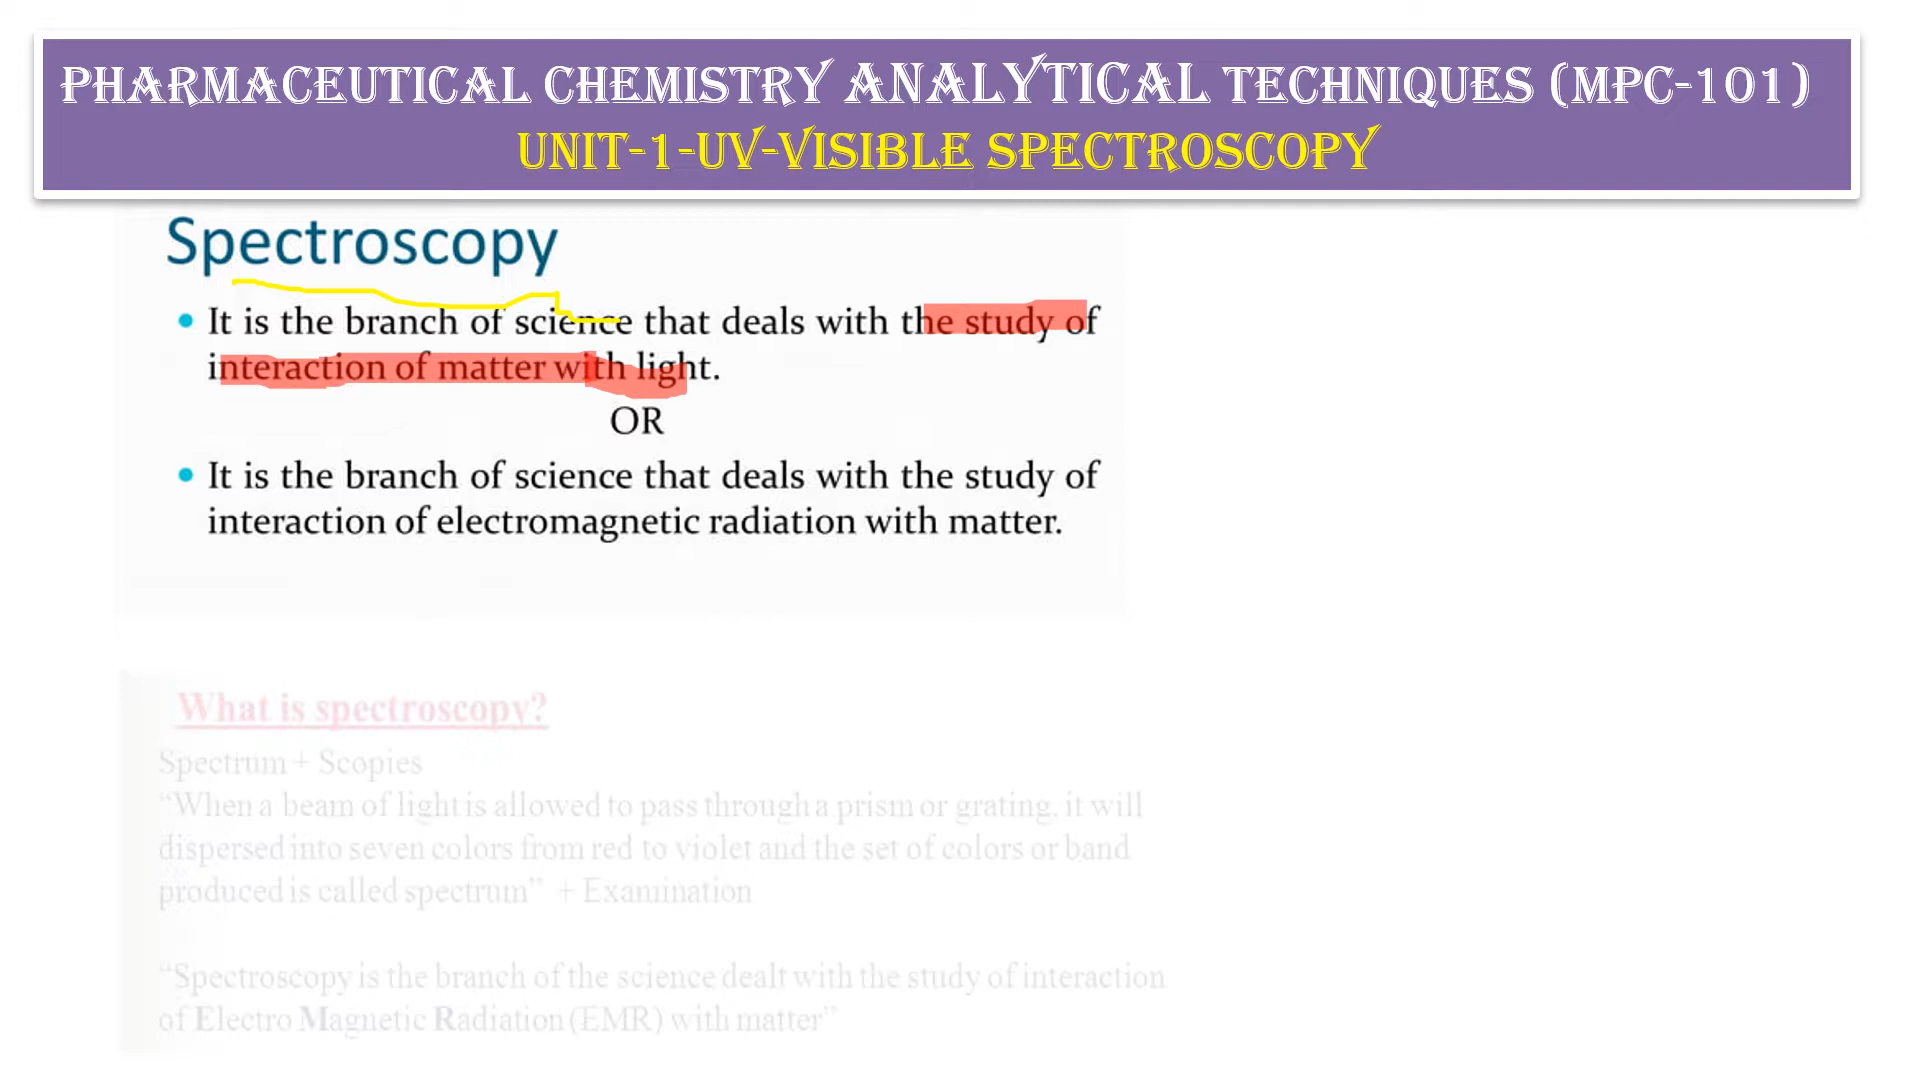 PHARMACEUTICAL CHEMISTRY ANALYTICAL TECHNIQUES (MPC-101)
UNIT-1-UV-VISIBLE SPECTROSCOPY
Spectroscopy
• It is the branch of science that deals with the study of
interaction of matter with light.
OR
• It is the branch of science that deals with the study of
interaction of electromagnetic radiation with matter.
What is spectroscopy?
Spectrum + Scopies
“When a beam of light is allowed to pass through a prism or grating, it will
dispersed into seven colors from red to violet and the set of colors or band
produced is called spectrum” + Examination
“Spectroscopy is the branch of the science dealt with the study of interaction
of Electro Magnetic Radiation (EMR) with matter”